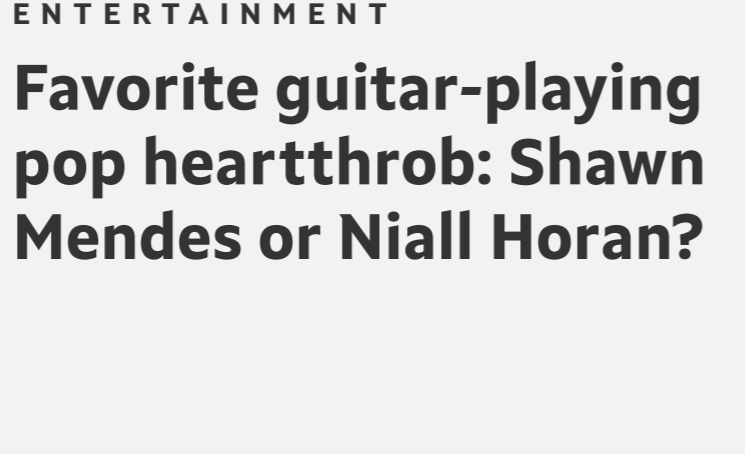 ENTERTAINMENT
Favorite guitar-playing
pop heartthrob: Shawn
Mendes or Niall Horan?